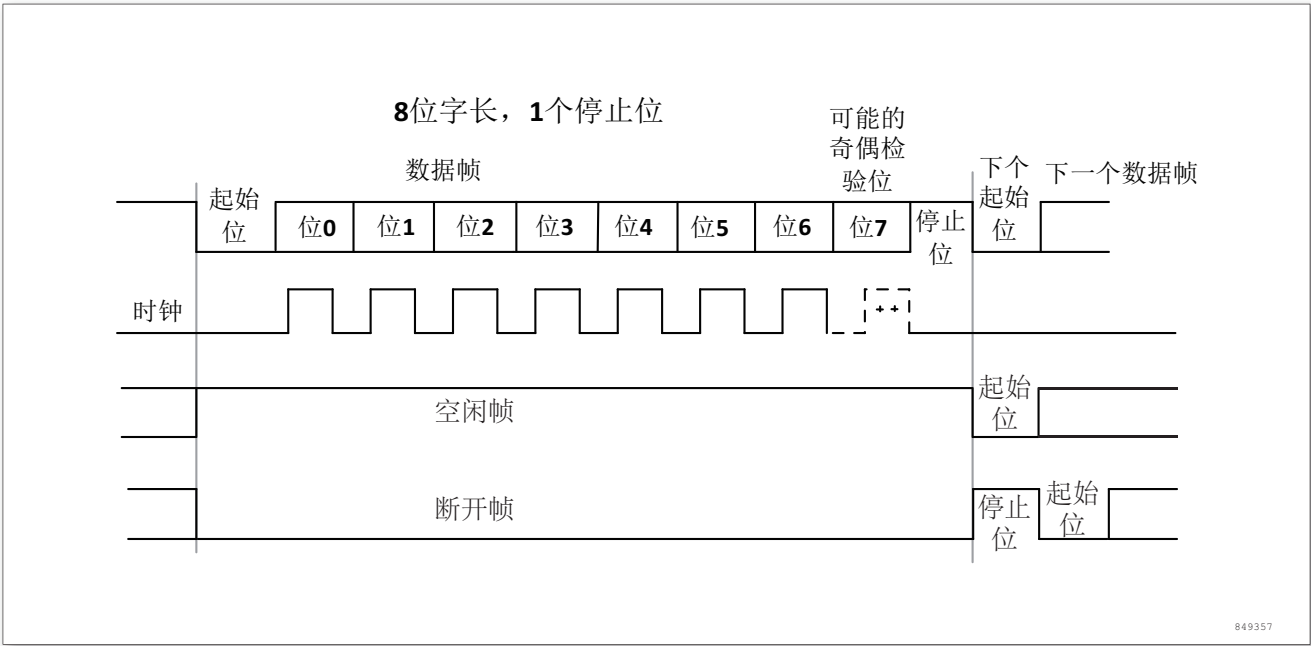 8位字长，1个停止位
可能的
奇偶检
验位
数据帧
下个
起始
位
下一个数据帧
起始
位
位0
位1
位2
位3
位4
位5
位6
位7
停止
位
时钟
++
空闲帧
起始
位
断开帧
停止
位
起始
位
849357